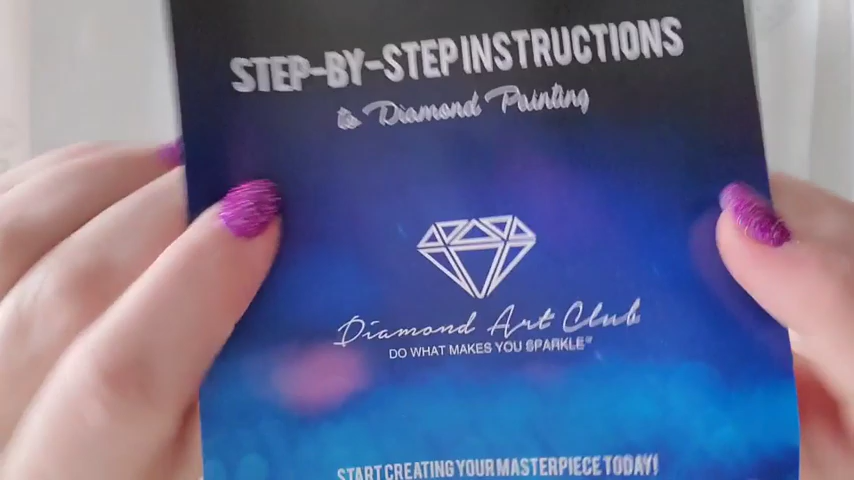 STEP-BY-STEP INSTRUCTIONS
to Diamond Painting
Diamond Art Club
DO WHAT MAKES YOU SPARKLE™
START CREATING YOUR MASTERPIECE TODAY!